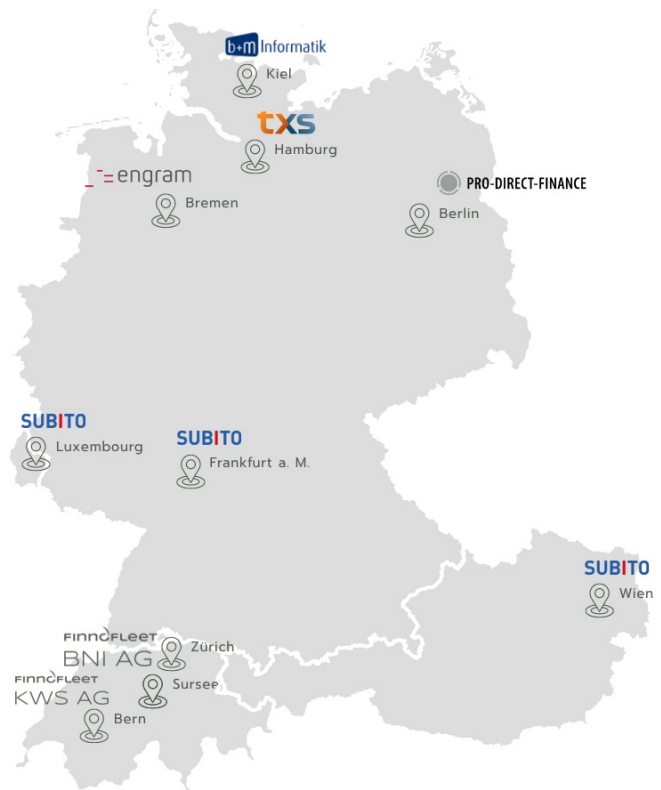 b+m Informatik
Kiel
txs
Hamburg
engram
Bremen
PRO-DIRECT-FINANCE
Berlin
SUBITO
Luxembourg
SUBITO
Frankfurt a. M.
SUBITO
Wien
FINNOFLEET
BNI AG
Zürich
FINNOFLEET
KWS AG
Sursee
Bern